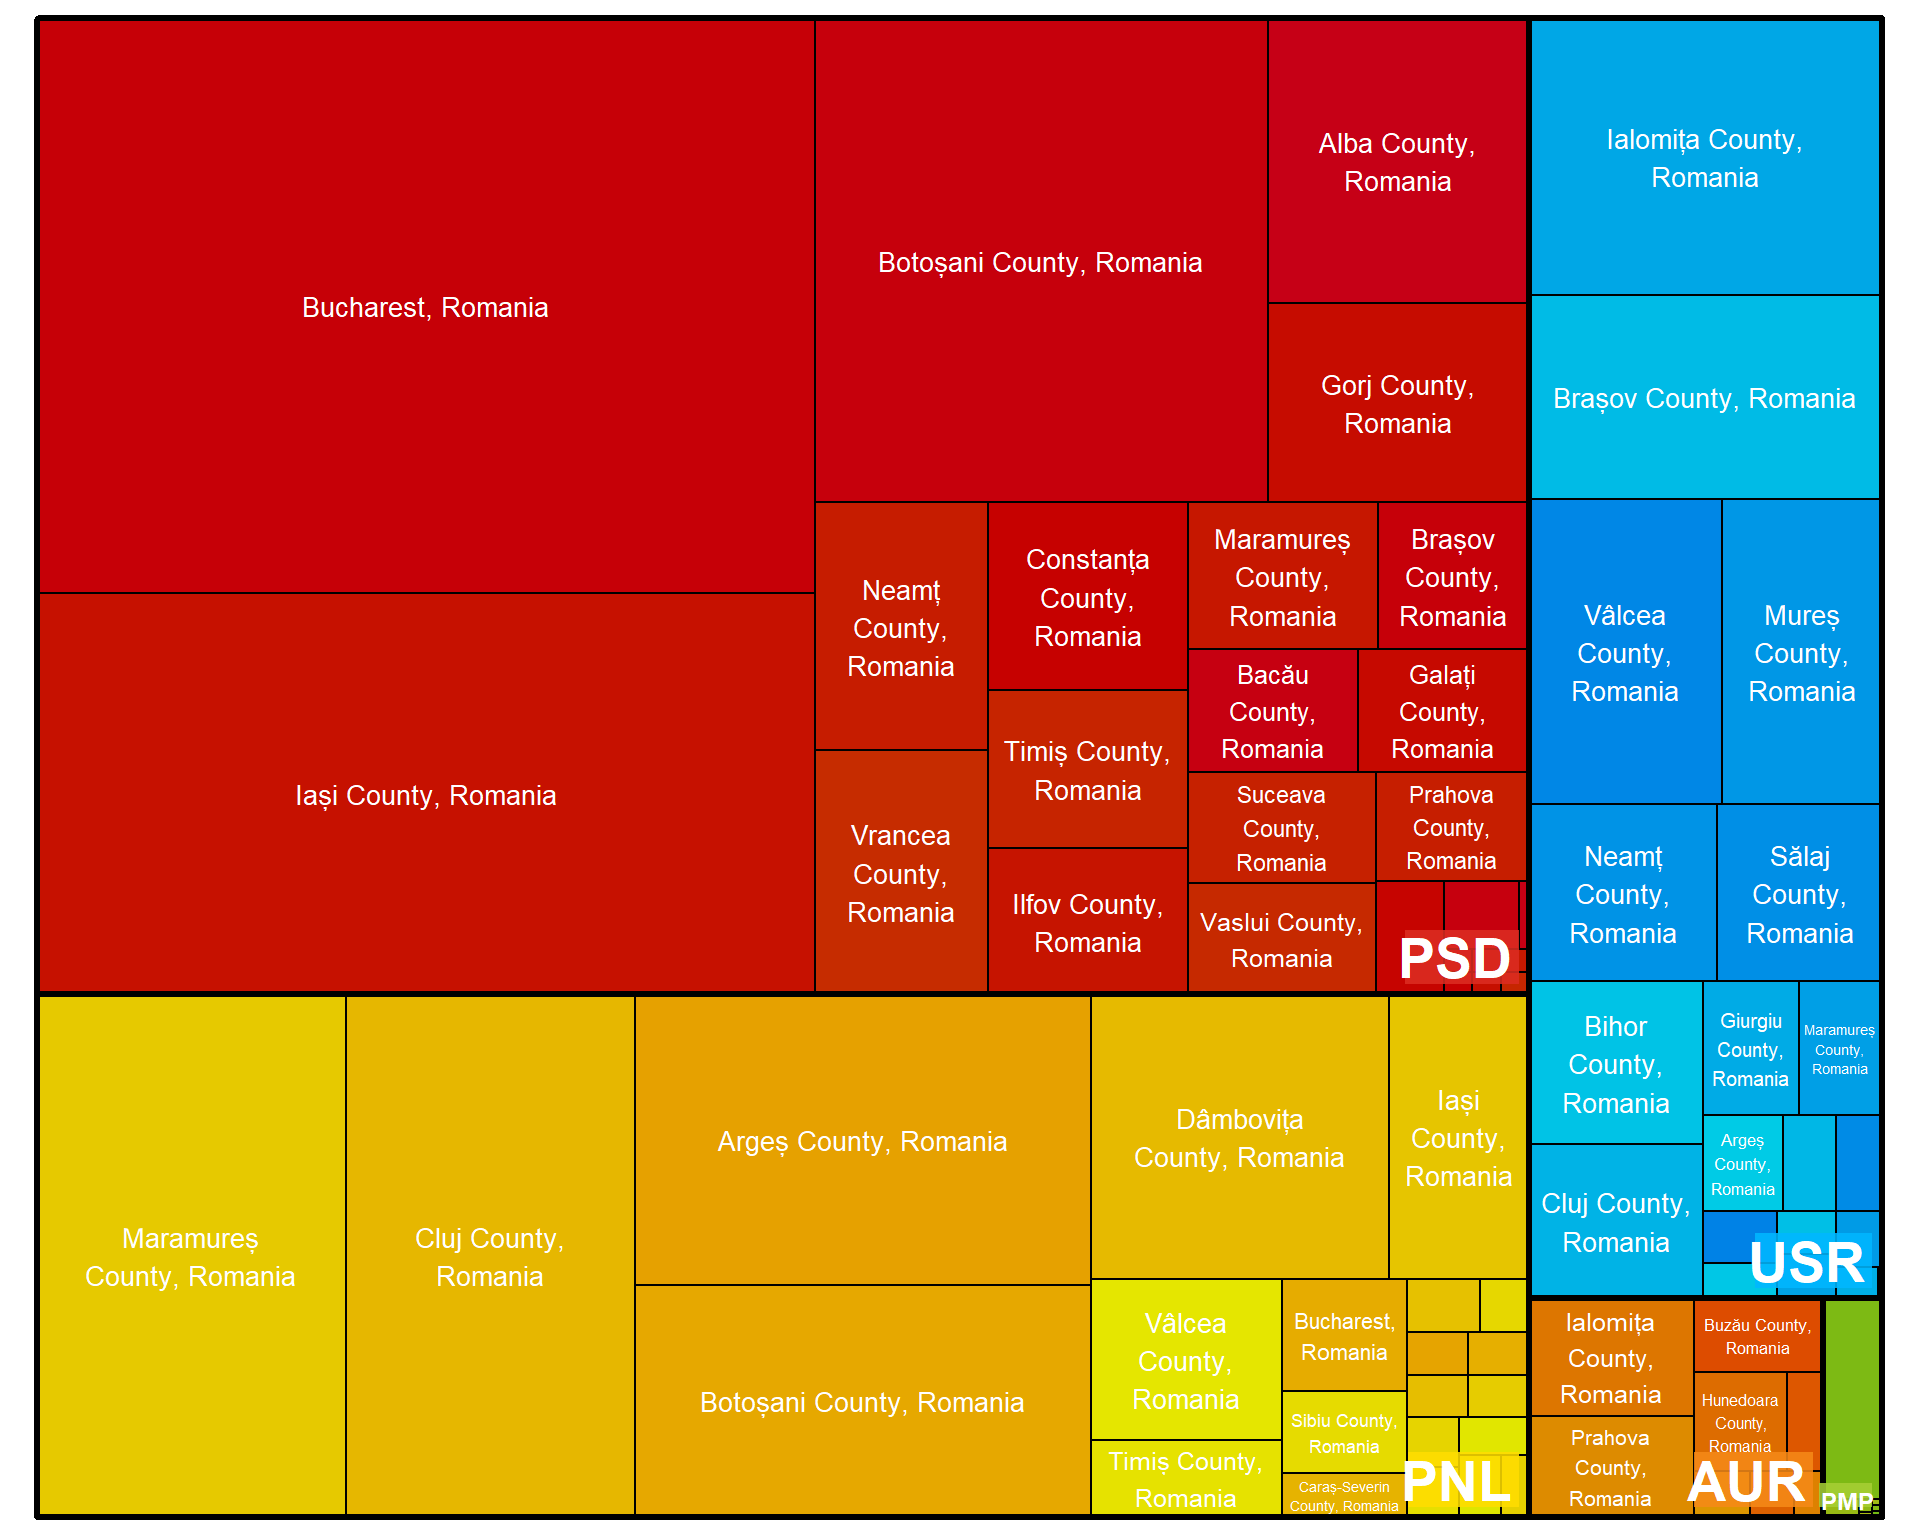 Bucharest, Romania
Iași County, Romania
Botoșani County, Romania
Alba County,
Romania
Gorj County,
Romania
Neamț
County,
Romania
Vrancea
County,
Romania
Constanța
County,
Romania
Timiș County,
Romania
Ilfov County,
Romania
Maramureș
County,
Romania
Brașov
County,
Romania
Bacău
County,
Romania
Galați
County,
Romania
Suceava
County,
Romania
Prahova
County,
Romania
Vaslui County,
Romania
PSD
Maramureș
County, Romania
Cluj County,
Romania
Argeș County, Romania
Botoșani County, Romania
Dâmbovița
County, Romania
Iași
County,
Romania
Vâlcea
County,
Romania
Timiș County,
Romania
Bucharest,
Romania
Sibiu County,
Romania
Caraș-Severin
County, Romania
PNL
Ialomița County,
Romania
Brașov County, Romania
Vâlcea
County,
Romania
Mureș
County,
Romania
Neamț
County,
Romania
Sălaj
County,
Romania
Bihor
County,
Romania
Cluj County,
Romania
Giurgiu
County,
Romania
Maramureș
County,
Romania
Argeș
County,
Romania
USR
Ialomița
County,
Romania
Prahova
County,
Romania
Buzău County,
Romania
Hunedoara
County,
Romania
AUR
PMP